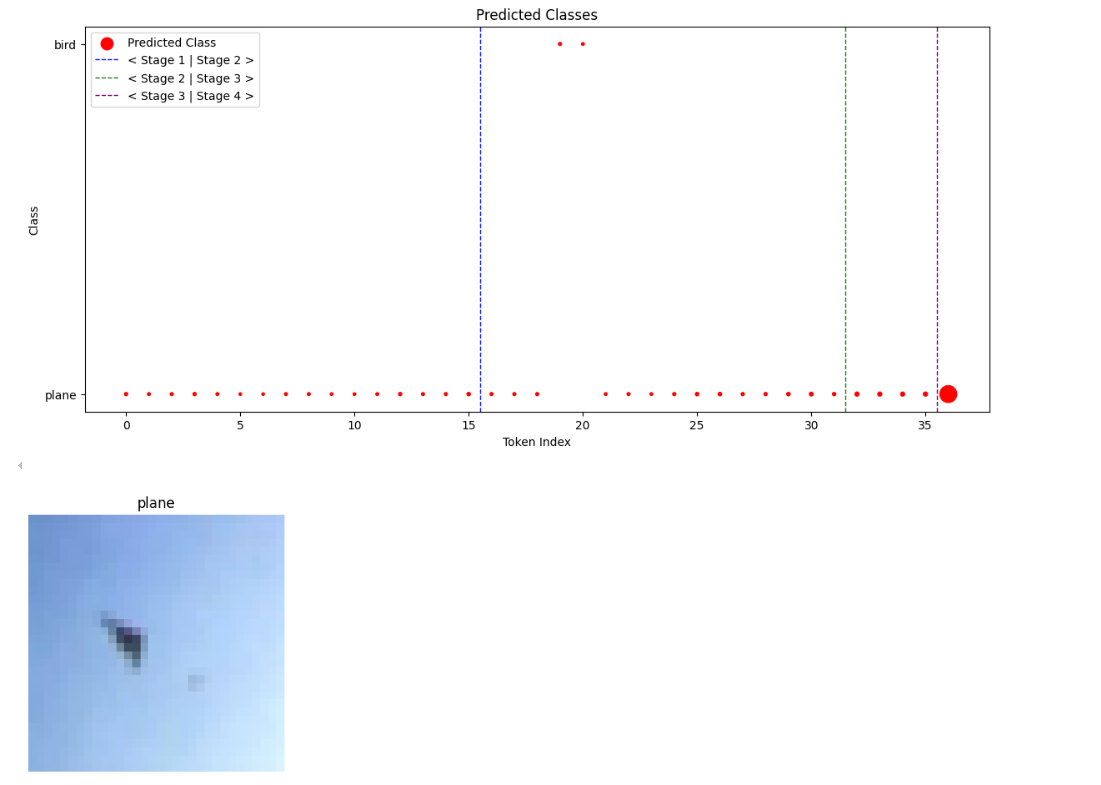 Predicted Classes
bird
Predicted Class
< Stage 1 | Stage 2 >
< Stage 2 | Stage 3 >
< Stage 3 | Stage 4 >
Class
plane
0 5 10 15 20 25 30 35
Token Index
plane